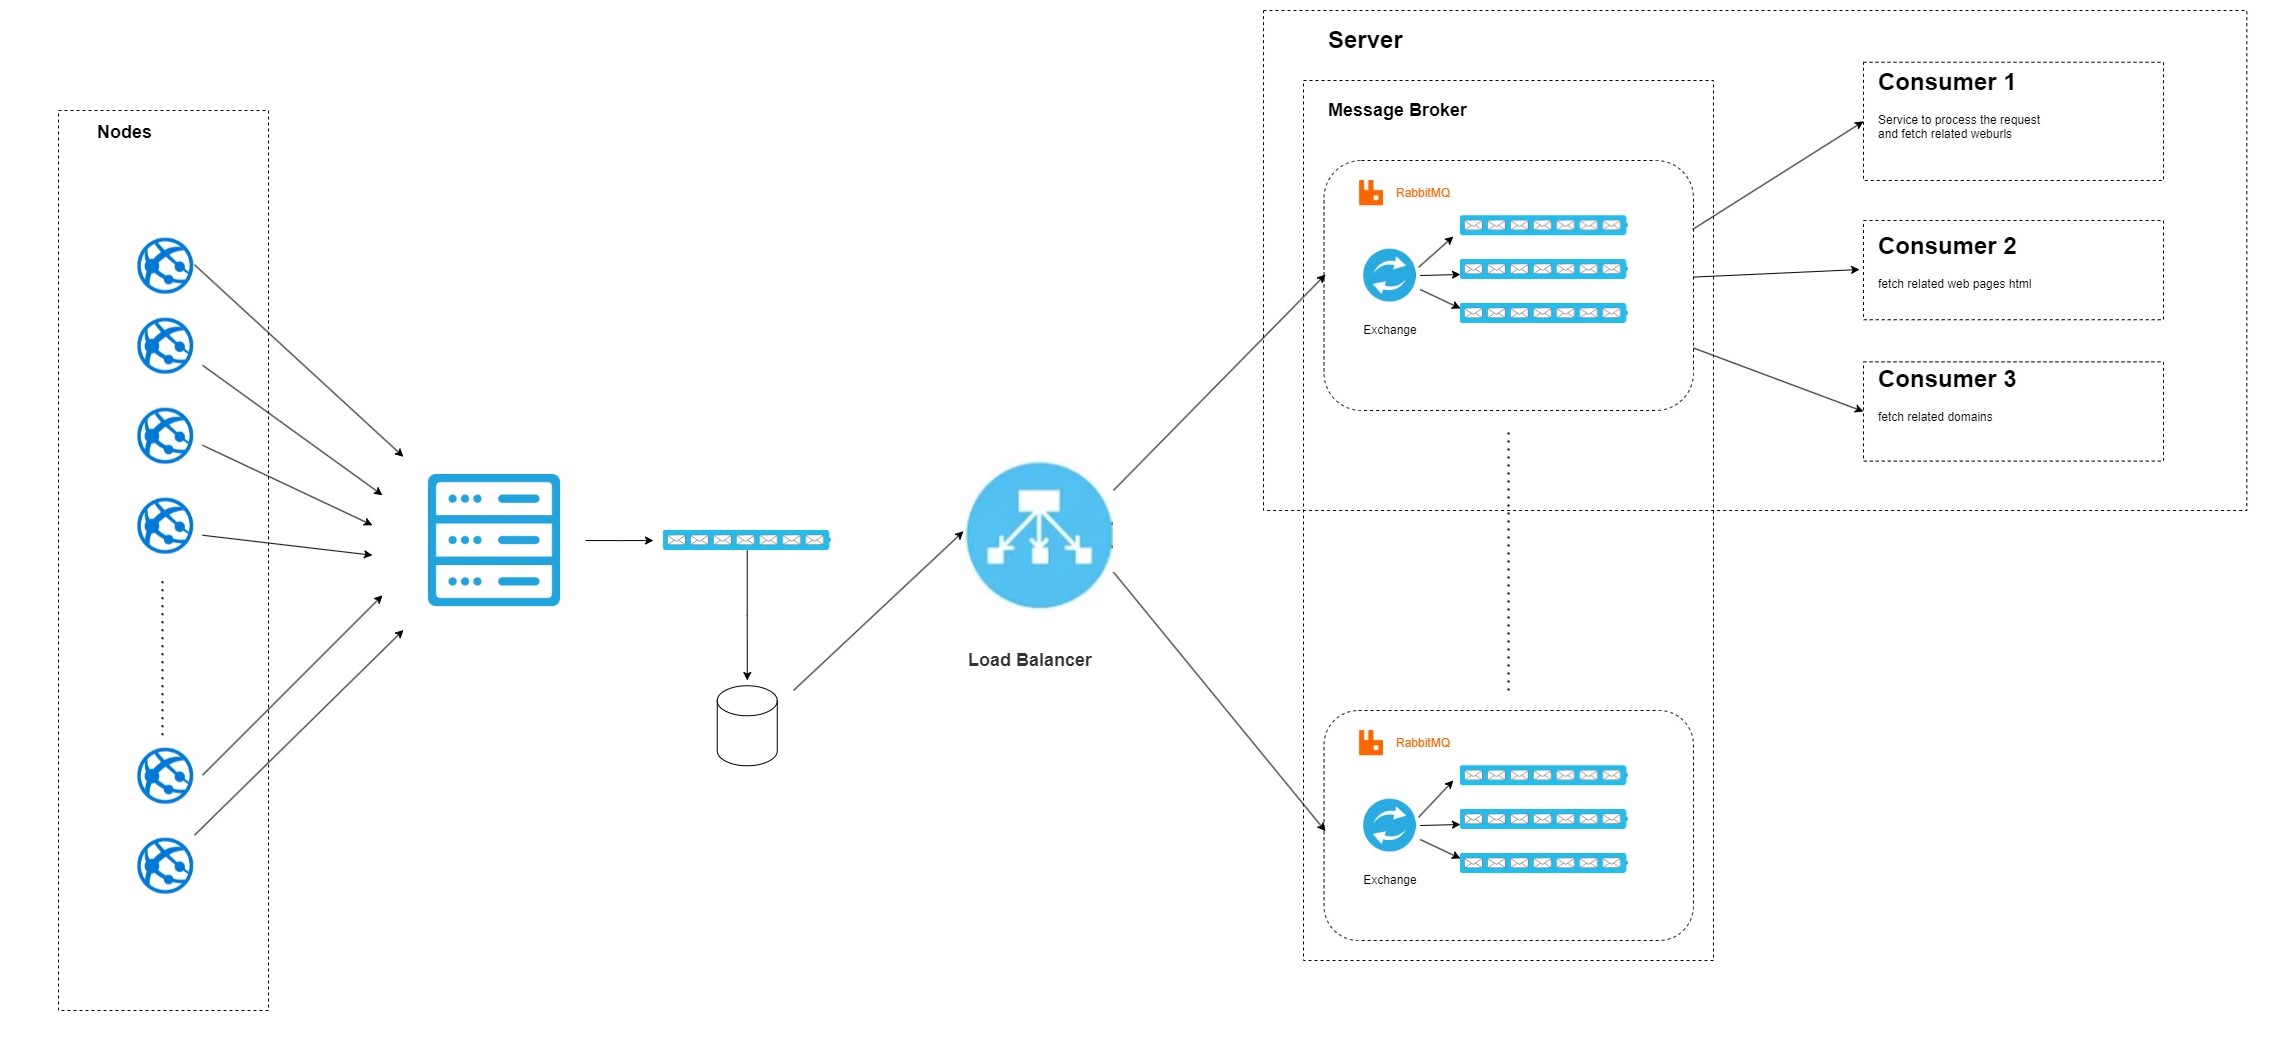 Nodes
Load Balancer
Server
Message Broker
RabbitMQ
Exchange
RabbitMQ
Exchange
Consumer 1
Service to process the request
and fetch related weburls
Consumer 2
fetch related web pages html
Consumer 3
fetch related domains